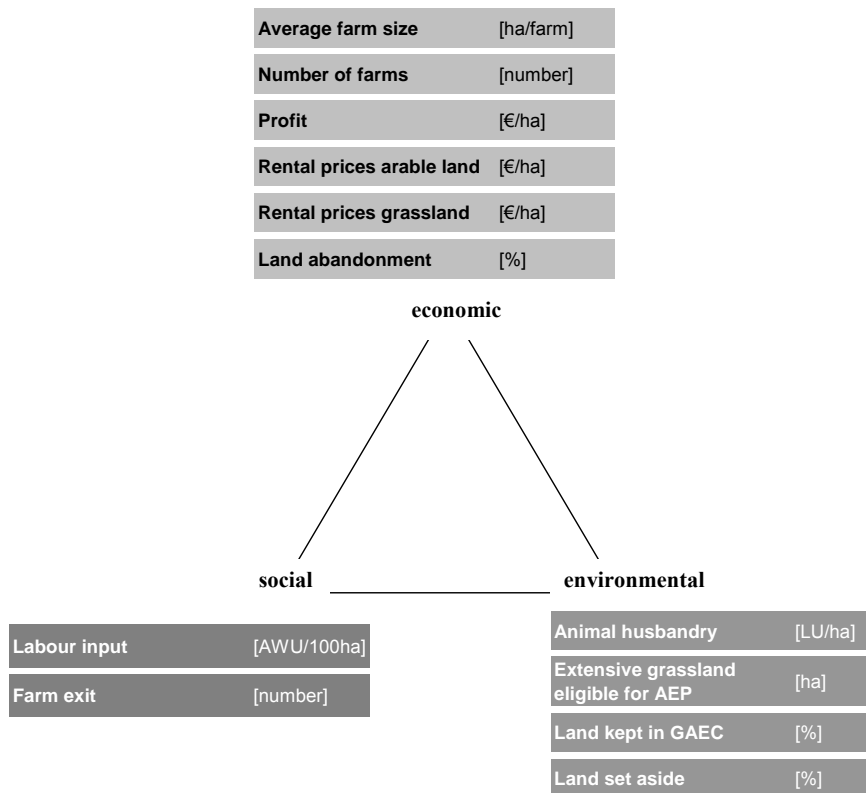 Average farm size [ha/farm]
Number of farms [number]
Profit [€/ha]
Rental prices arable land [€/ha]
Rental prices grassland [€/ha]
Land abandonment [%]
economic
social environmental
Labour input [AWU/100ha]
Farm exit [number]
Animal husbandry [LU/ha]
Extensive grassland
eligible for AEP [ha]
Land kept in GAEC [%]
Land set aside [%]